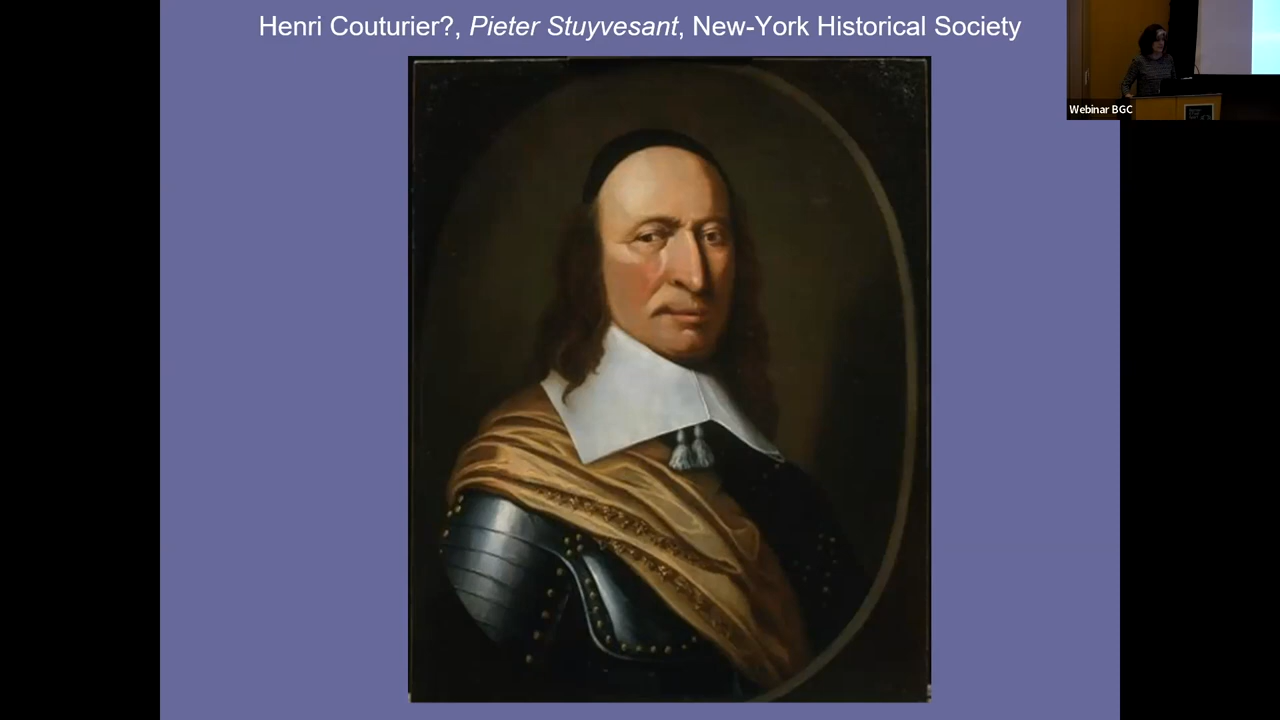 Henri Couturier?, Pieter Stuyvesant, New-York Historical Society
Webinar BGC